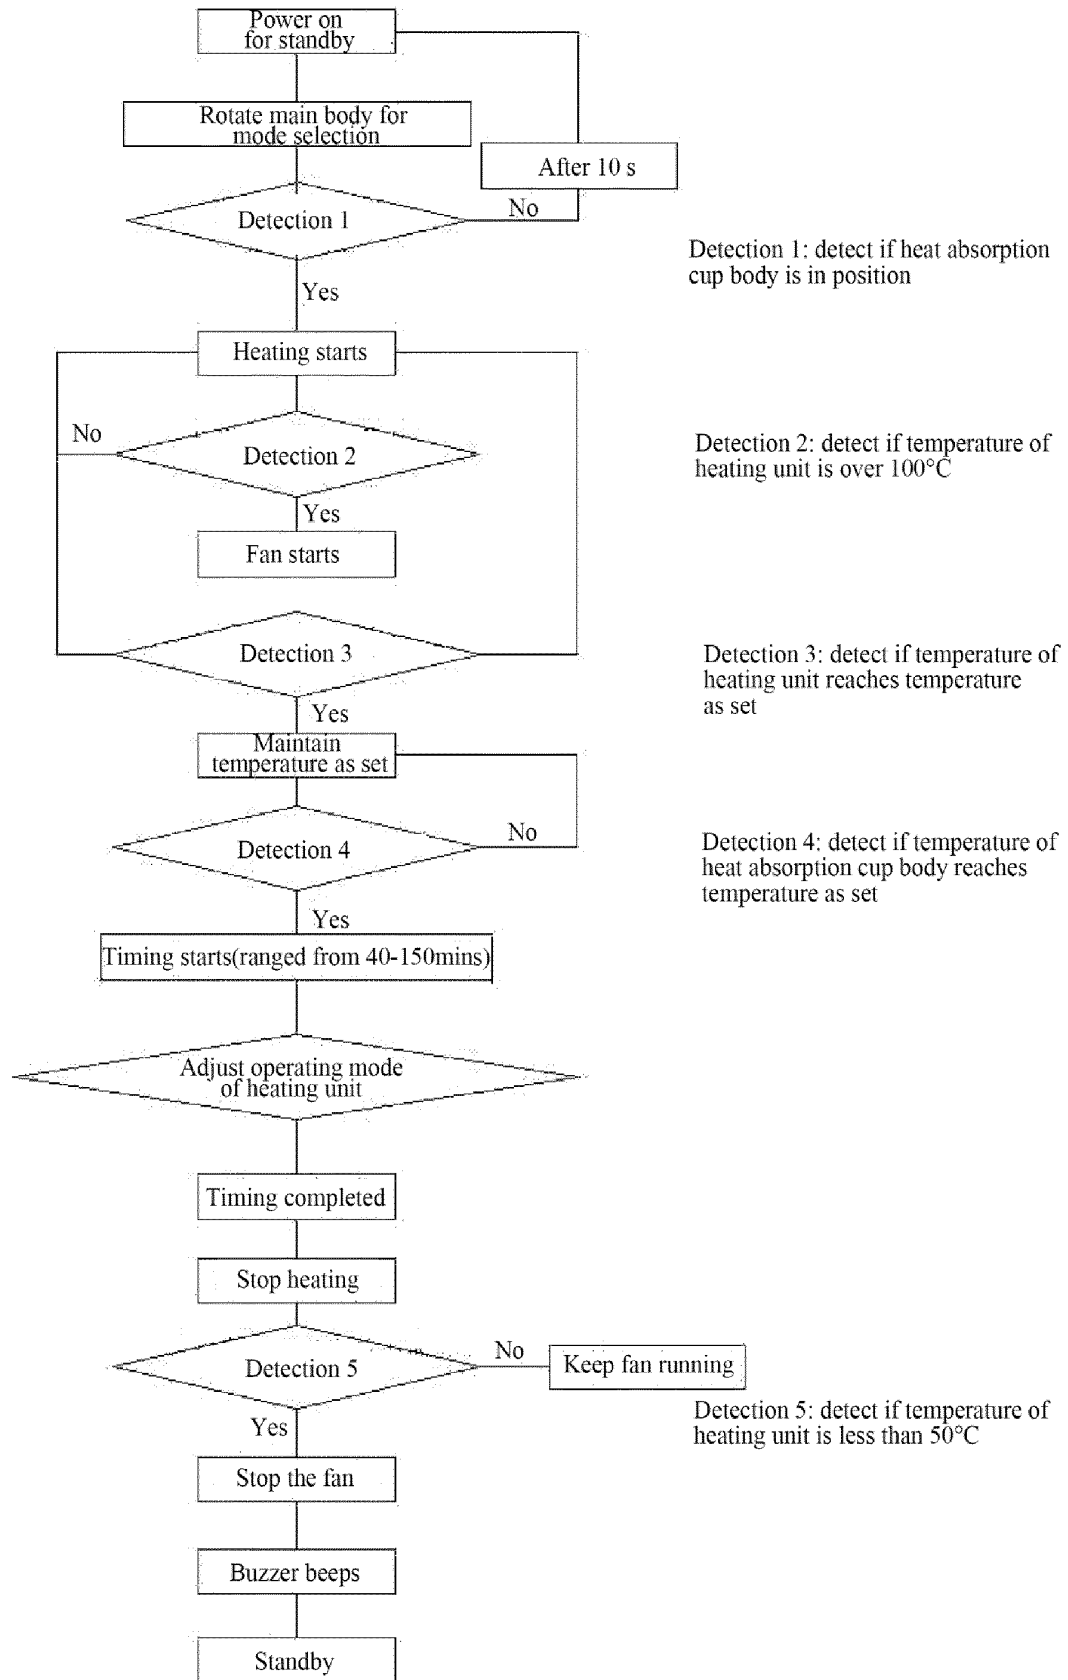 Power on
for standby
Rotate main body for
mode selection
After 10 s
No
Detection 1
Detection 1: detect if heat absorption
cup body is in position
Yes
Heating starts
No
Detection 2
Detection 2: detect if temperature of
heating unit is over 100°C
Yes
Fan starts
Detection 3
Detection 3: detect if temperature of
heating unit reaches temperature
as set
Yes
Maintain
temperature as set
No
Detection 4
Detection 4: detect if temperature of
heat absorption cup body reaches
temperature as set
Yes
Timing starts(ranged from 40-150mins)
Adjust operating mode
of heating unit
Timing completed
Stop heating
Detection 5
No
Keep fan running
Detection 5: detect if temperature of
heating unit is less than 50°C
Yes
Stop the fan
Buzzer beeps
Standby